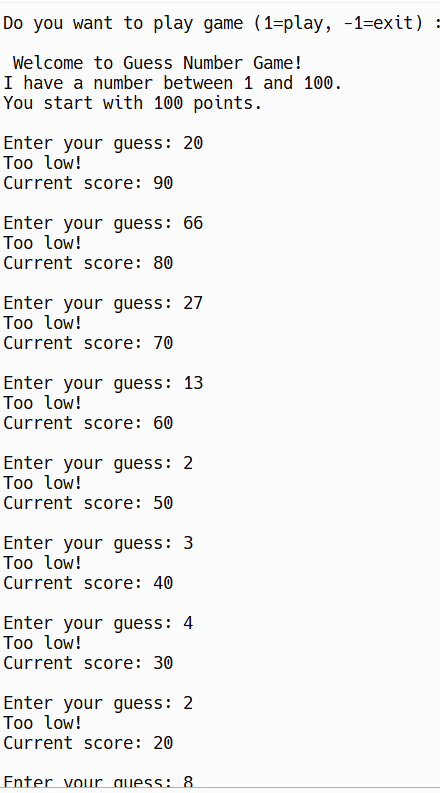 Do you want to play game (1=play, -1=exit) :
Welcome to Guess Number Game!
I have a number between 1 and 100.
You start with 100 points.
Enter your guess: 20
Too low!
Current score: 90
Enter your guess: 66
Too low!
Current score: 80
Enter your guess: 27
Too low!
Current score: 70
Enter your guess: 13
Too low!
Current score: 60
Enter your guess: 2
Too low!
Current score: 50
Enter your guess: 3
Too low!
Current score: 40
Enter your guess: 4
Too low!
Current score: 30
Enter your guess: 2
Too low!
Current score: 20
Enter your guess: 8